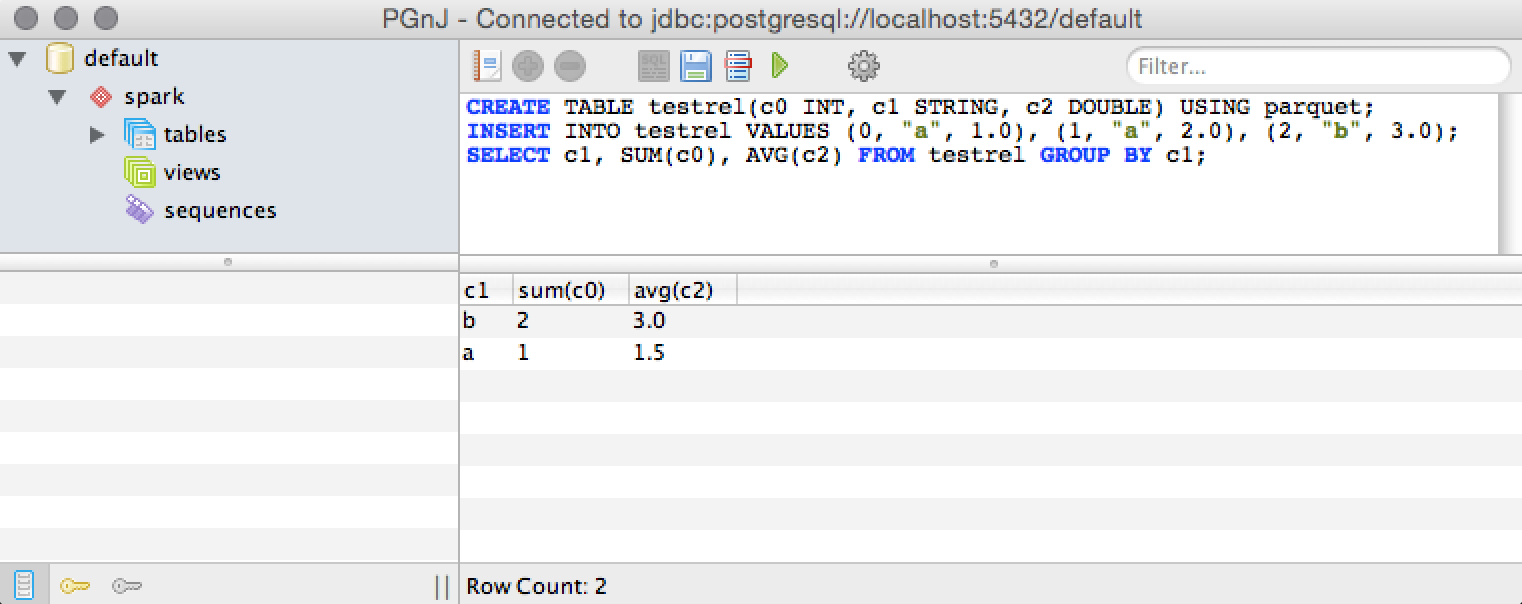 PGnJ - Connected to jdbc:postgresql://localhost:5432/default
default
spark
tables
views
sequences
SQL
Filter...
CREATE TABLE testrel(c0 INT, c1 STRING, c2 DOUBLE) USING parquet;
INSERT INTO testrel VALUES (0, "a", 1.0), (1, "a", 2.0), (2, "b", 3.0);
SELECT c1, SUM(c0), AVG(c2) FROM testrel GROUP BY c1;
c1 sum(c0) avg(c2)
b 2 3.0
a 1 1.5
Row Count: 2